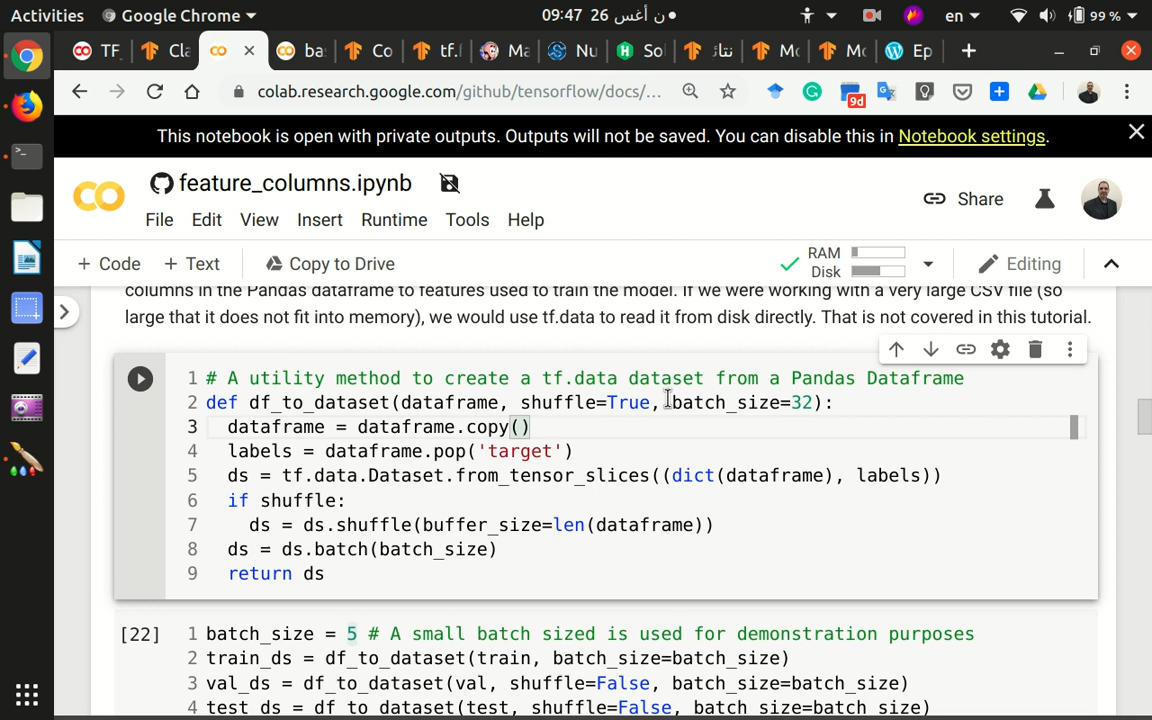 Activities Google Chrome ▾ 09:47 26 ن أغس ● en ▾ 99 % ▾
TF Cla ba Co tf.l Ma Nu So نتائ Mo Mo Ep
colab.research.google.com/github/tensorflow/docs/... 9d
This notebook is open with private outputs. Outputs will not be saved. You can disable this in Notebook settings.
feature_columns.ipynb
Share
File Edit View Insert Runtime Tools Help
+ Code + Text Copy to Drive RAM Disk Editing
columns in the Pandas dataframe to features used to train the model. If we were working with a very large CSV file (so
large that it does not fit into memory), we would use tf.data to read it from disk directly. That is not covered in this tutorial.
1 # A utility method to create a tf.data dataset from a Pandas Dataframe
2 def df_to_dataset(dataframe, shuffle=True, batch_size=32):
3 dataframe = dataframe.copy()
4 labels = dataframe.pop('target')
5 ds = tf.data.Dataset.from_tensor_slices((dict(dataframe), labels))
6 if shuffle:
7 ds = ds.shuffle(buffer_size=len(dataframe))
8 ds = ds.batch(batch_size)
9 return ds
[22] 1 batch_size = 5 # A small batch sized is used for demonstration purposes
2 train_ds = df_to_dataset(train, batch_size=batch_size)
3 val_ds = df_to_dataset(val, shuffle=False, batch_size=batch_size)
4 test_ds = df_to_dataset(test, shuffle=False, batch_size=batch_size)